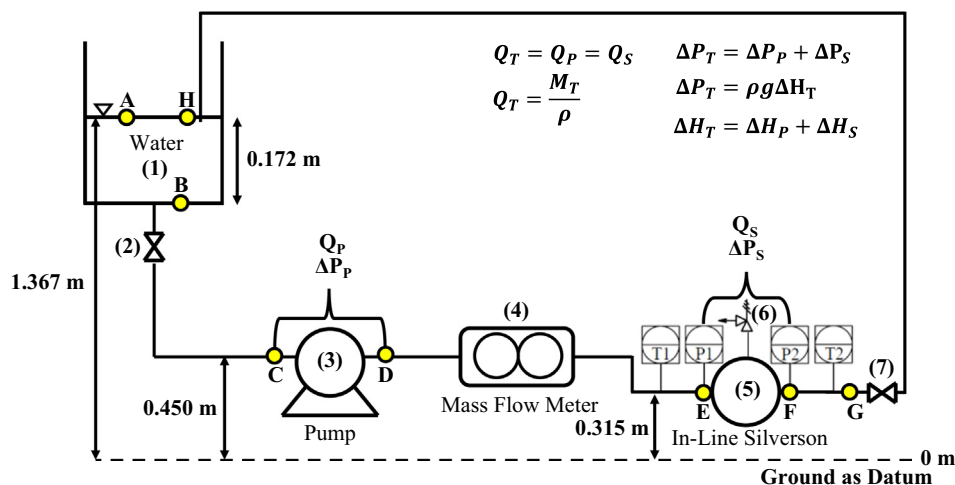 Q_T = Q_P = Q_S
ΔP_T = ΔP_P + ΔP_S
Q_T = M_T / ρ
ΔP_T = ρgΔH_T
ΔH_T = ΔH_P + ΔH_S
A
H
Water
(1)
0.172 m
B
(2)
1.367 m
Q_P
ΔP_P
(3)
C
D
Pump
0.450 m
(4)
Mass Flow Meter
Q_S
ΔP_S
(6)
T1
P1
P2
T2
(7)
(5)
E
F
G
0.315 m
In-Line Silverson
0 m
Ground as Datum